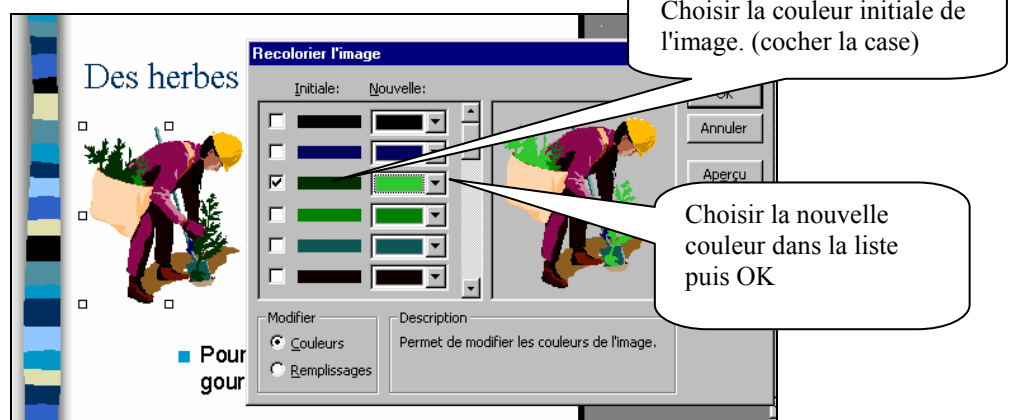 Choisir la couleur initiale de
l'image. (cocher la case)
Recolorier l'image
Des herbes
Initiale: Nouvelle:
OK
Annuler
Aperçu
Choisir la nouvelle
couleur dans la liste
puis OK
Modifier
Couleurs
Remplissages
Description
Permet de modifier les couleurs de l'image.
Pour
gour